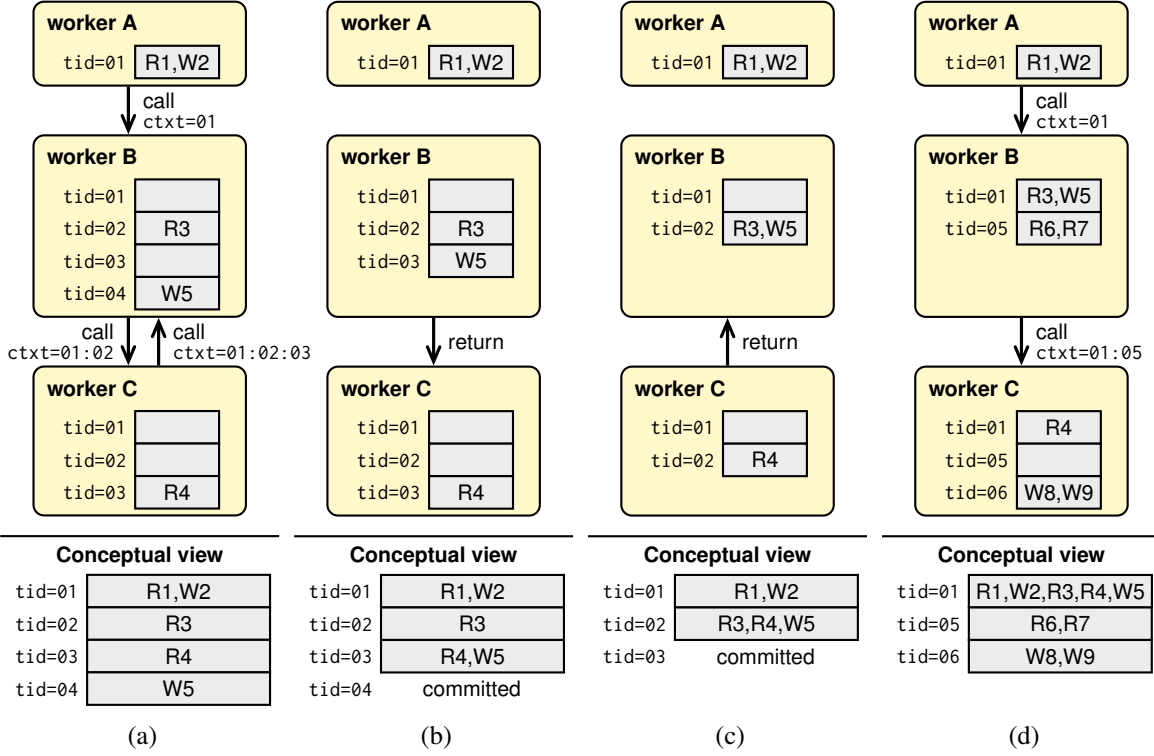 worker A
tid=01 R1,W2
call
ctxt=01
worker B
tid=01
tid=02 R3
tid=03
tid=04 W5
call
ctxt=01:02
call
ctxt=01:02:03
worker C
tid=01
tid=02
tid=03 R4
Conceptual view
tid=01 R1,W2
tid=02 R3
tid=03 R4
tid=04 W5
(a)
worker A
tid=01 R1,W2
worker B
tid=01
tid=02 R3
tid=03 W5
return
worker C
tid=01
tid=02
tid=03 R4
Conceptual view
tid=01 R1,W2
tid=02 R3
tid=03 R4,W5
tid=04 committed
(b)
worker A
tid=01 R1,W2
worker B
tid=01
tid=02 R3,W5
return
worker C
tid=01
tid=02 R4
Conceptual view
tid=01 R1,W2
tid=02 R3,R4,W5
tid=03 committed
(c)
worker A
tid=01 R1,W2
call
ctxt=01
worker B
tid=01 R3,W5
tid=05 R6,R7
call
ctxt=01:05
worker C
tid=01 R4
tid=05
tid=06 W8,W9
Conceptual view
tid=01 R1,W2,R3,R4,W5
tid=05 R6,R7
tid=06 W8,W9
(d)